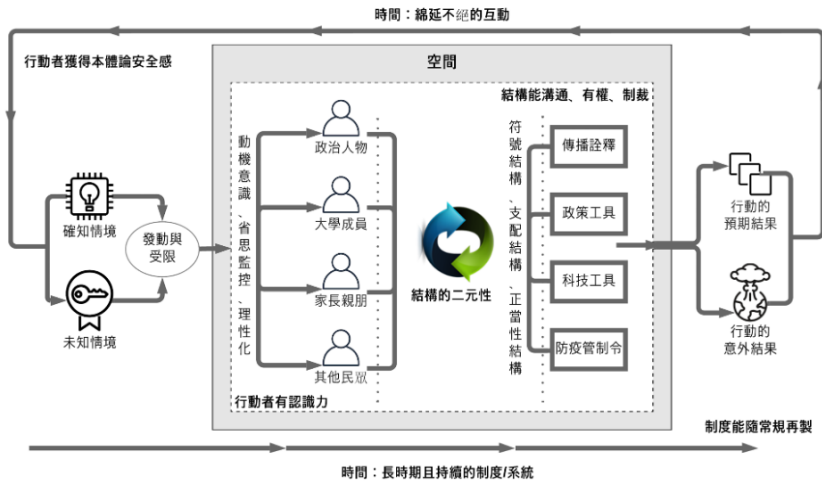 時間：綿延不絕的互動
行動者獲得本體論安全感
空間
結構能溝通、有權、制裁
確知情境
未知情境
發動與
受限
動機意識、省思監控、理性化
政治人物
大學成員
家長親朋
其他民眾
行動者有認識力
結構的二元性
符號結構、支配結構、正當性結構
傳播詮釋
政策工具
科技工具
防疫管制令
行動的
預期結果
行動的
意外結果
制度能隨常規再製
時間：長時期且持續的制度/系統